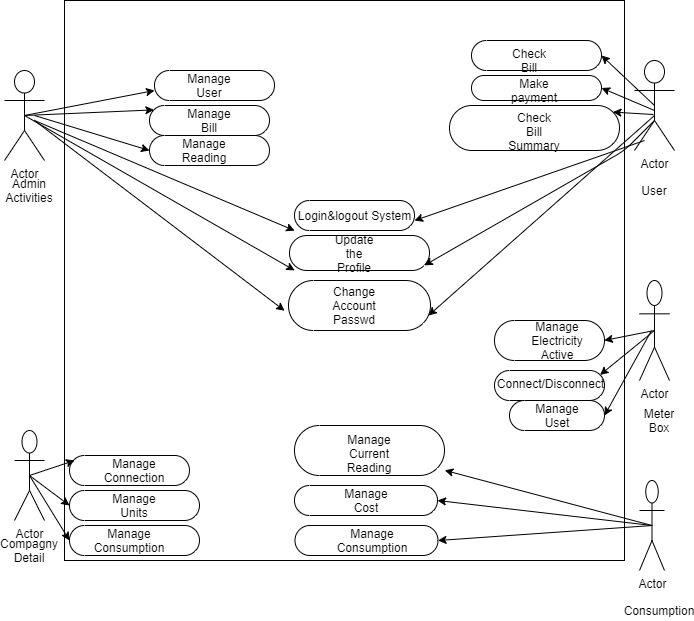 Check
Bill
Make
payment
Check
Bill
Summary
Actor
User
Manage
User
Manage
Bill
Manage
Reading
Actor
Admin
Activities
Login&logout System
Update
the
Profile
Change
Account
Passwd
Manage
Electricity
Active
Connect/Disconnect
Manage
Uset
Actor
Meter
Box
Manage
Connection
Manage
Units
Manage
Consumption
Actor
Compagny
Detail
Manage
Current
Reading
Manage
Cost
Manage
Consumption
Actor
Consumption